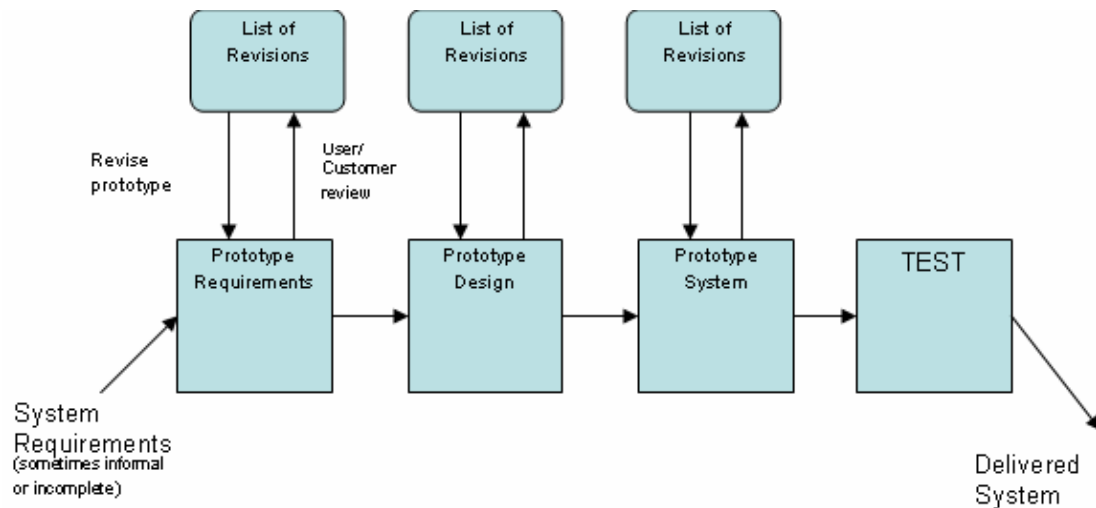 List of
Revisions
List of
Revisions
List of
Revisions
Revise
prototype
User/
Customer
review
Prototype
Requirements
Prototype
Design
Prototype
System
TEST
System
Requirements
(sometimes informal
or incomplete)
Delivered
System